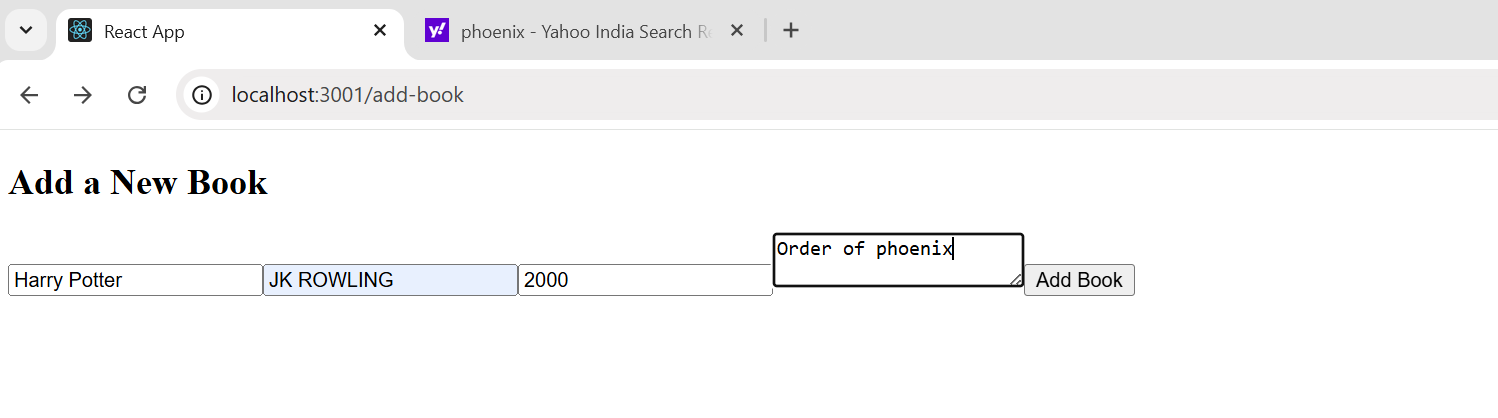 React App
y! phoenix - Yahoo India Search R
localhost:3001/add-book
Add a New Book
Harry Potter
JK ROWLING
2000
Order of phoenix
Add Book